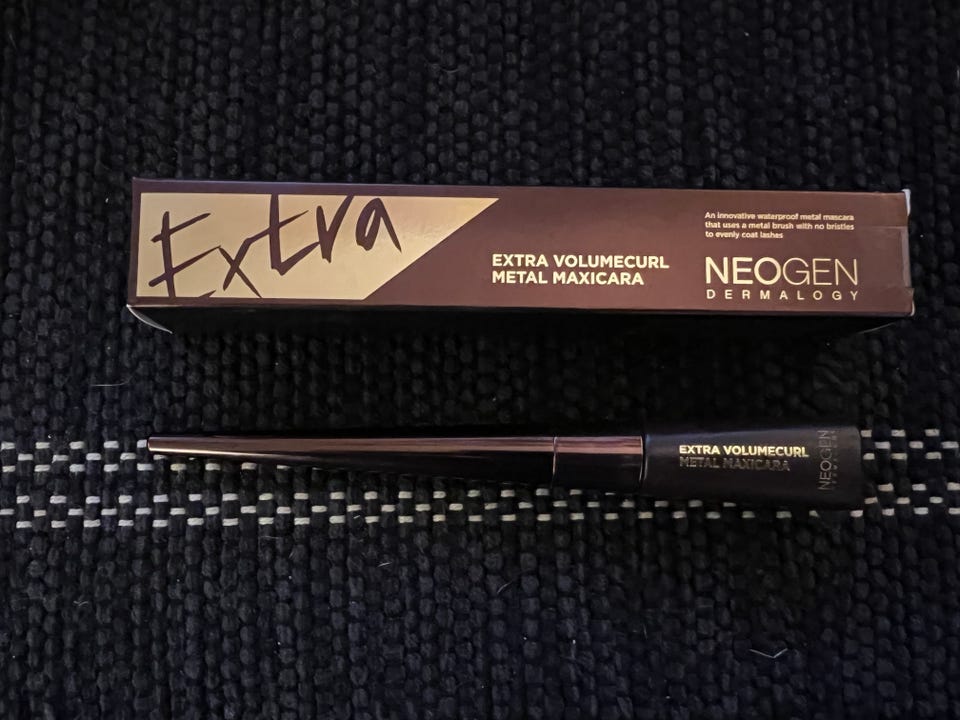 Extra
EXTRA VOLUMECURL
METAL MAXICARA
An innovative waterproof metal mascara
that uses a metal brush with no bristles
to evenly coat lashes
NEOGEN
DERMALOGY
EXTRA VOLUMECURL
METAL MAXICARA
NEOGEN